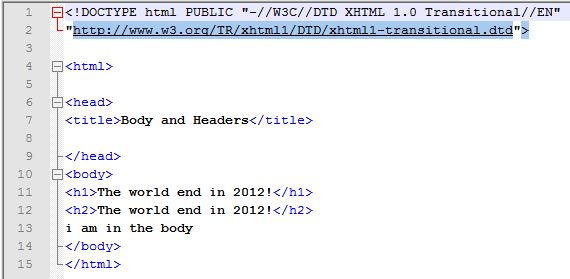 1 <!DOCTYPE html PUBLIC "-//W3C//DTD XHTML 1.0 Transitional//EN"
2 "http://www.w3.org/TR/xhtml1/DTD/xhtml1-transitional.dtd">
3
4 <html>
5
6 <head>
7 <title>Body and Headers</title>
8
9 </head>
10 <body>
11 <h1>The world end in 2012!</h1>
12 <h2>The world end in 2012!</h2>
13 i am in the body
14 </body>
15 </html>